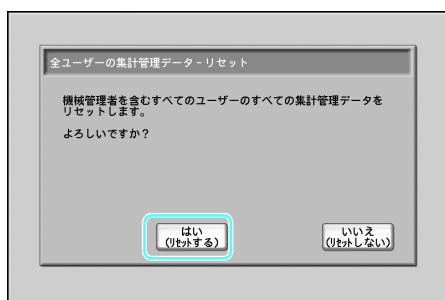 全ユーザーの集計管理データ - リセット
機械管理者を含むすべてのユーザーのすべての集計管理データを
リセットします。
よろしいですか？
はい
(リセットする)
いいえ
(リセットしない)